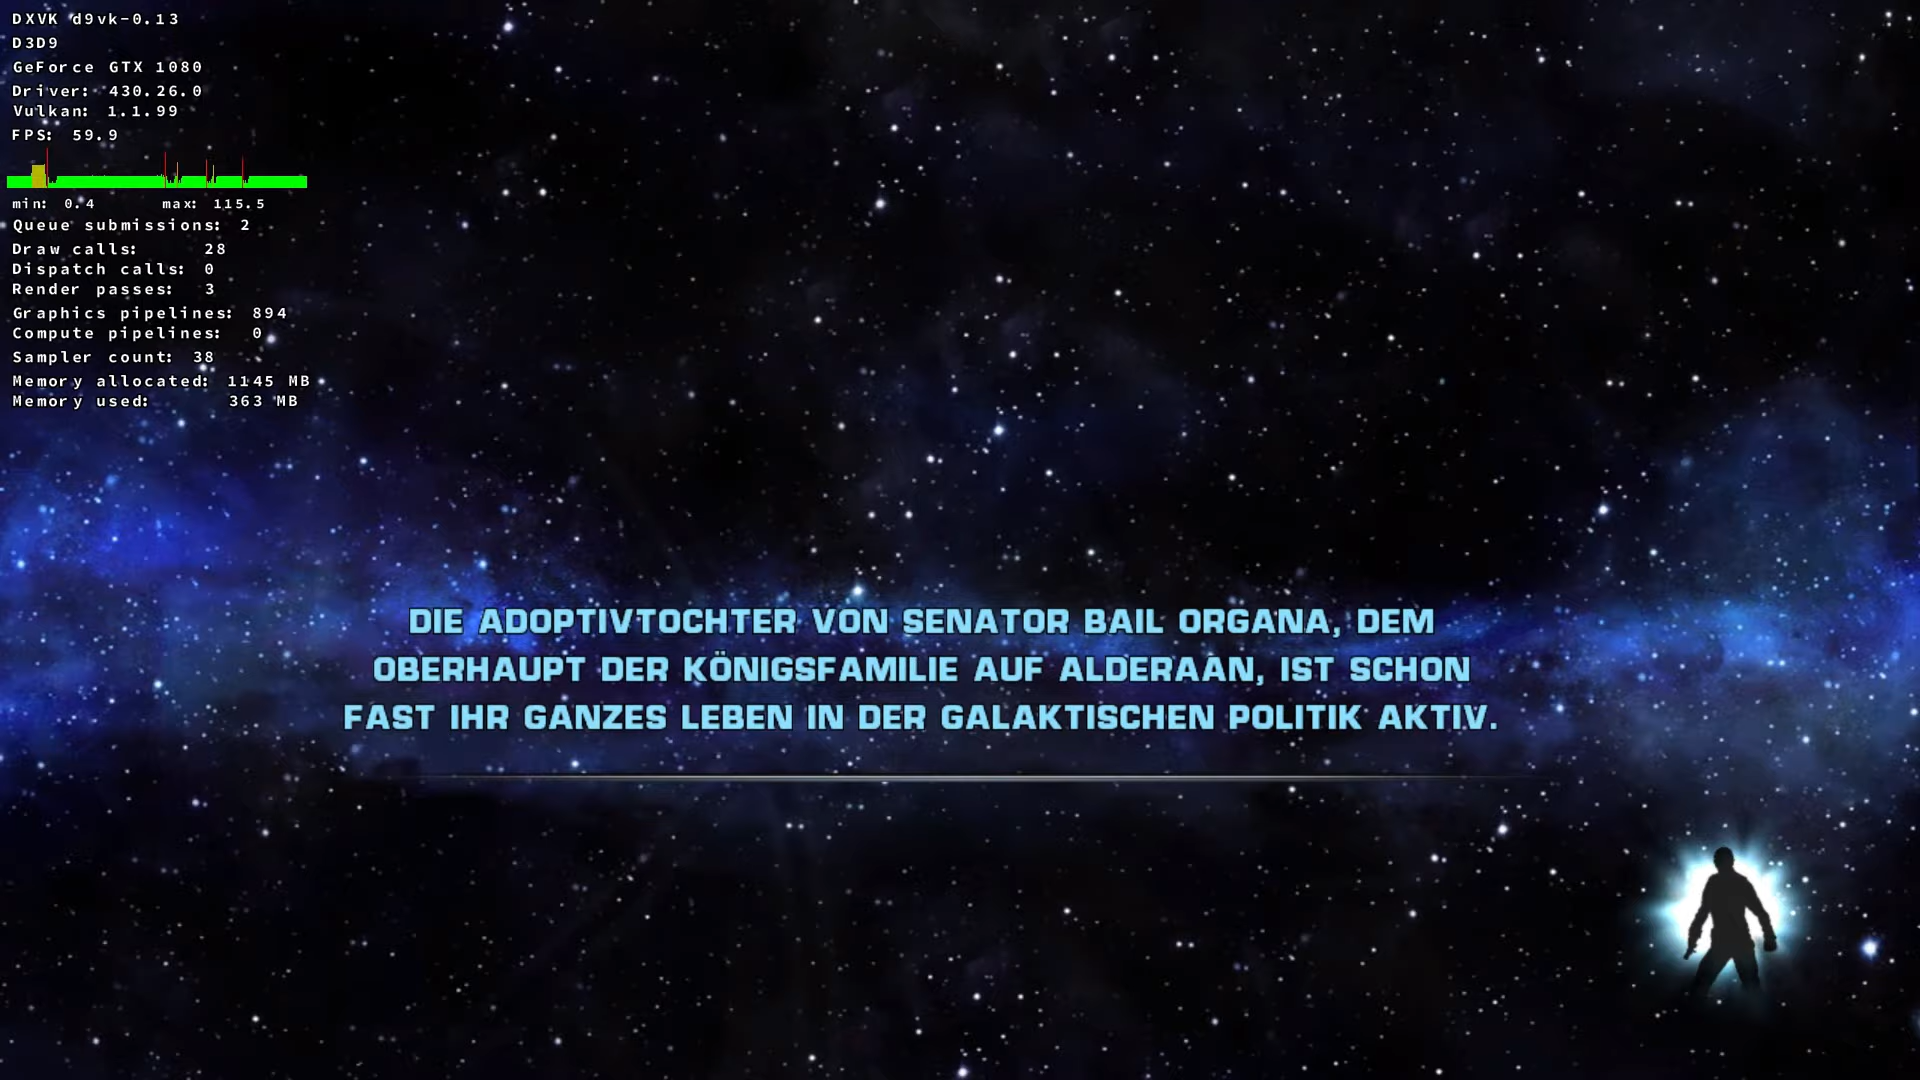 DXVK d9vk-0.13
D3D9
GeForce GTX 1080
Driver: 430.26.0
Vulkan: 1.1.99
FPS: 59.9
min: 0.4 max: 115.5
Queue submissions: 2
Draw calls: 28
Dispatch calls: 0
Render passes: 3
Graphics pipelines: 894
Compute pipelines: 0
Sampler count: 38
Memory allocated: 1145 MB
Memory used: 363 MB
DIE ADOPTIVTOCHTER VON SENATOR BAIL ORGANA, DEM
OBERHAUPT DER KÖNIGSFAMILIE AUF ALDERAAN, IST SCHON
FAST IHR GANZES LEBEN IN DER GALAKTISCHEN POLITIK AKTIV.